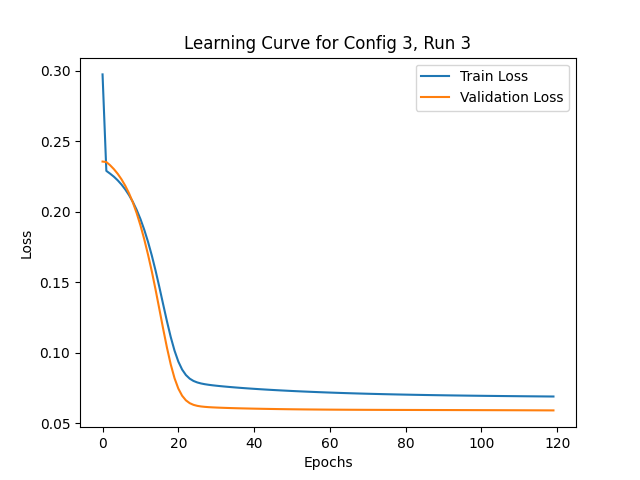 Learning Curve for Config 3, Run 3
Train Loss
Validation Loss
Loss
0.30
0.25
0.20
0.15
0.10
0.05
0 20 40 60 80 100 120
Epochs